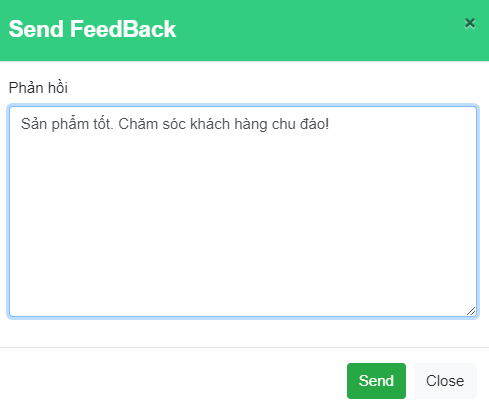 Send FeedBack
×
Phản hồi
Sản phẩm tốt. Chăm sóc khách hàng chu đáo!
Send
Close